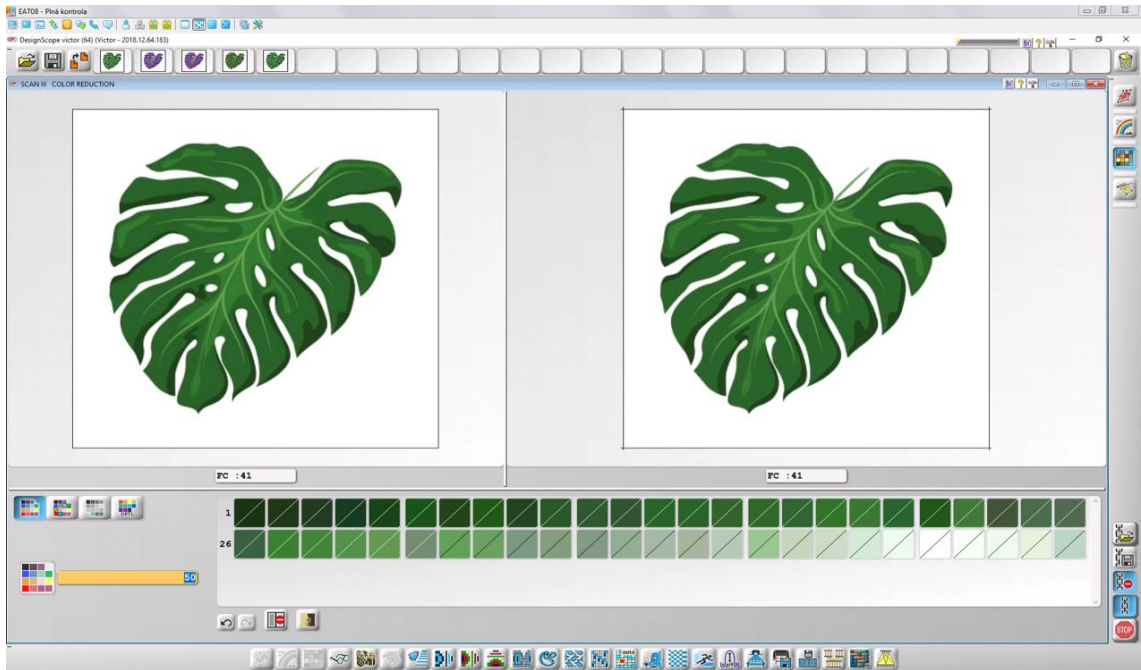 EAT08 - Plná kontrola
DesignScope victor (64) (Victor - 2018.12.64.183)
SCAN III COLOR REDUCTION
FC :41
FC :41
OPTI.
1
26
50
STOP